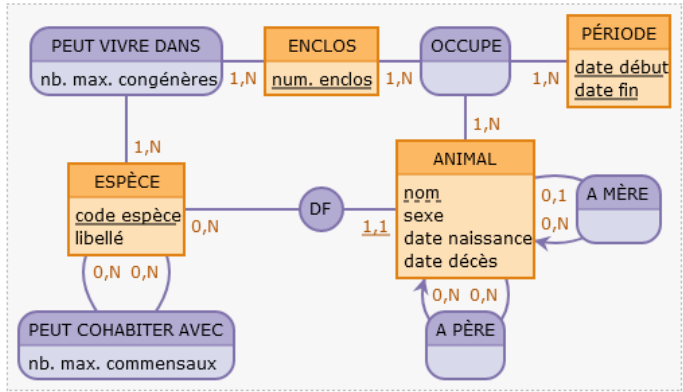 PEUT VIVRE DANS
nb. max. congénères
1,N
ENCLOS
num. enclos
1,N
OCCUPE
1,N
PÉRIODE
date début
date fin
1,N
1,N
ESPÈCE
code espèce
libellé
0,N
DF
1,1
ANIMAL
nom
sexe
date naissance
date décès
0,1
0,N
A MÈRE
0,N 0,N
PEUT COHABITER AVEC
nb. max. commensaux
0,N 0,N
A PÈRE